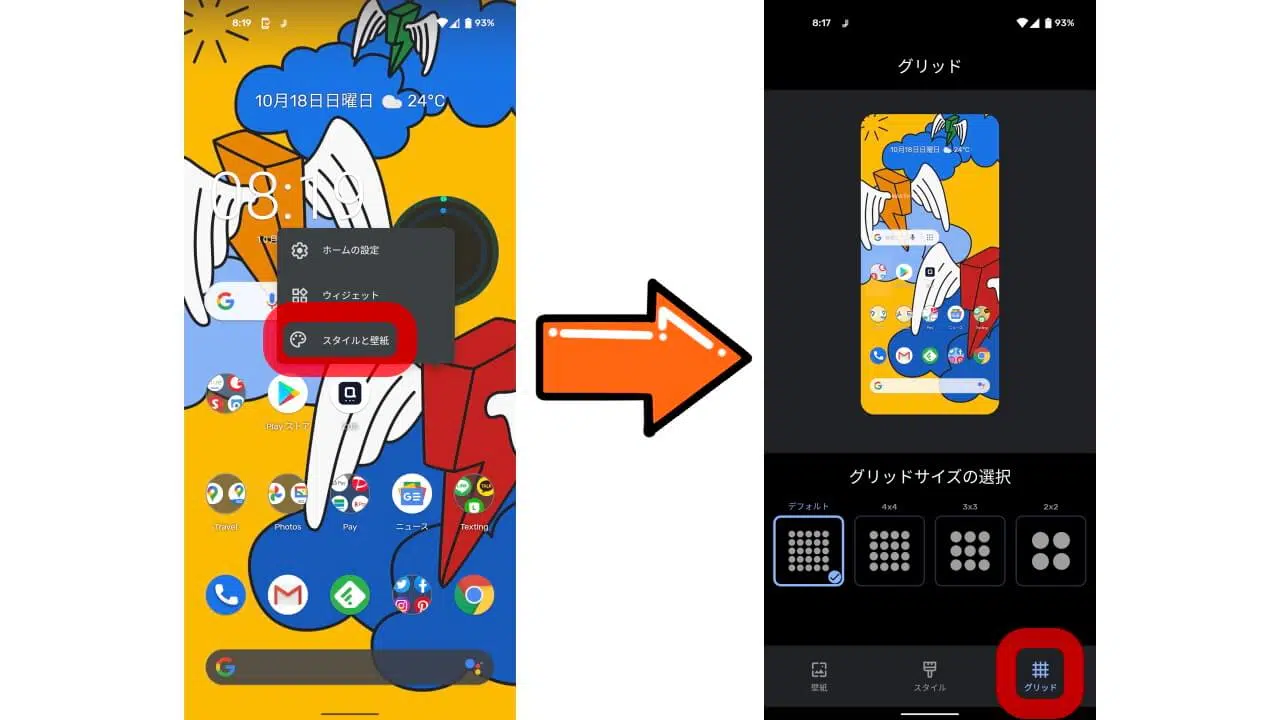 8:19
93%
10月18日日曜日 24°C
08:19
ホームの設定
ウィジェット
スタイルと壁紙
Play ストア
Travel
Photos
Pay
ニュース
Texting
8:17
93%
グリッド
10月18日日曜日 24°C
グリッドサイズの選択
デフォルト
4x4
3x3
2x2
壁紙
スタイル
グリッド